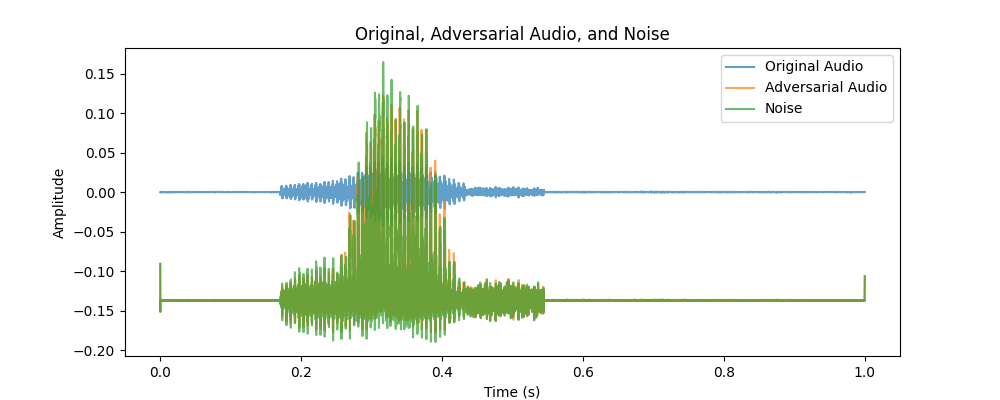 Original, Adversarial Audio, and Noise
0.15
0.10
0.05
0.00
−0.05
−0.10
−0.15
−0.20
Amplitude
Original Audio
Adversarial Audio
Noise
0.0
0.2
0.4
0.6
0.8
1.0
Time (s)